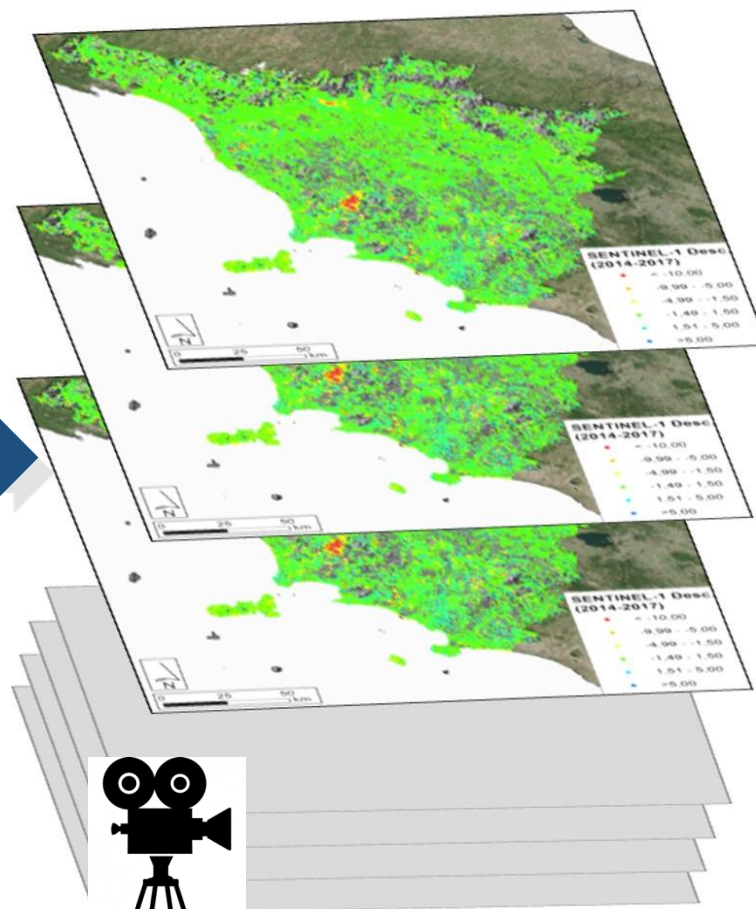 SENTINEL-1 Desc
(2014-2017)
< -10,00
-9,99 - -5,00
-4,99 - -1,50
-1,49 - 1,50
1,51 - 5,00
>5,00
N
0 25 50
km
SENTINEL-1 Desc
(2014-2017)
< -10,00
-9,99 - -5,00
-4,99 - -1,50
-1,49 - 1,50
1,51 - 5,00
>5,00
N
0 25 50
km
SENTINEL-1 Desc
(2014-2017)
< -10,00
-9,99 - -5,00
-4,99 - -1,50
-1,49 - 1,50
1,51 - 5,00
>5,00
N
0 25 50
km